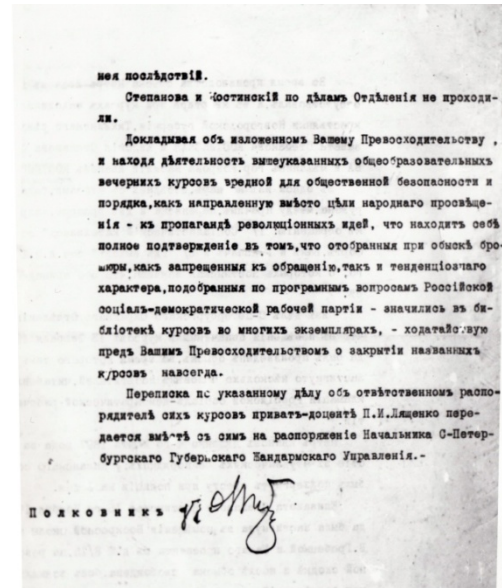 нея послѣдствій.
Степанова и Костинскій по дѣламъ Отдѣленія не проходи-
ли.
Докладывая объ изложенномъ Вашему Превосходительству ,
и находя дѣятельность вышеуказанныхъ общеобразовательныхъ
вечернихъ курсовъ вредной для общественной безопасности и
порядка,какъ направленную вмѣсто цѣли народнаго просвѣще-
нія - къ пропагандѣ революціонныхъ идей, что находитъ себѣ
полное подтвержденіе въ томъ,что отобранныя при обыскѣ бро-
шюры,какъ запрещенныя къ обращенію,такъ и тенденціознаго
характера,подобранныя по програмнымъ вопросамъ Россійской
соціалъ-демократической рабочей партіи - значились въ би-
бліотекѣ курсовъ во многихъ экземплярахъ, - ходатайствую
предъ Вашимъ Превосходительствомъ о закрытіи названныхъ
курсовъ навсегда.
Переписка по указанному дѣлу объ отвѣтственномъ распо-
рядителѣ сихъ курсовъ приватъ-доцентѣ П.И.Лященко пере-
дается вмѣстѣ съ симъ на распоряженіе Начальника С-Петер-
бургскаго Губернскаго Жандармскаго Управленія.-
Полковникъ